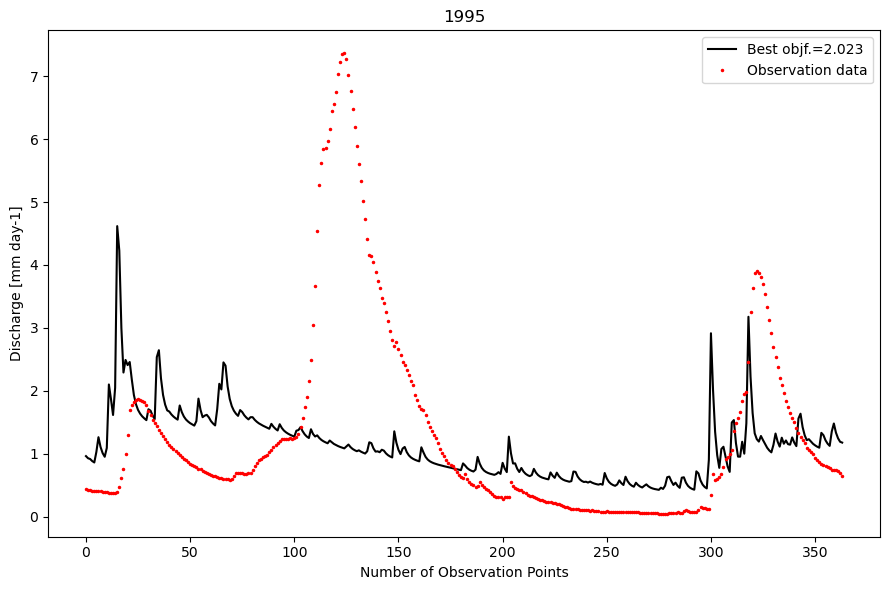 1995
Best objf.=2.023
Observation data
Discharge [mm day-1]
7
6
5
4
3
2
1
0
0 50 100 150 200 250 300 350
Number of Observation Points